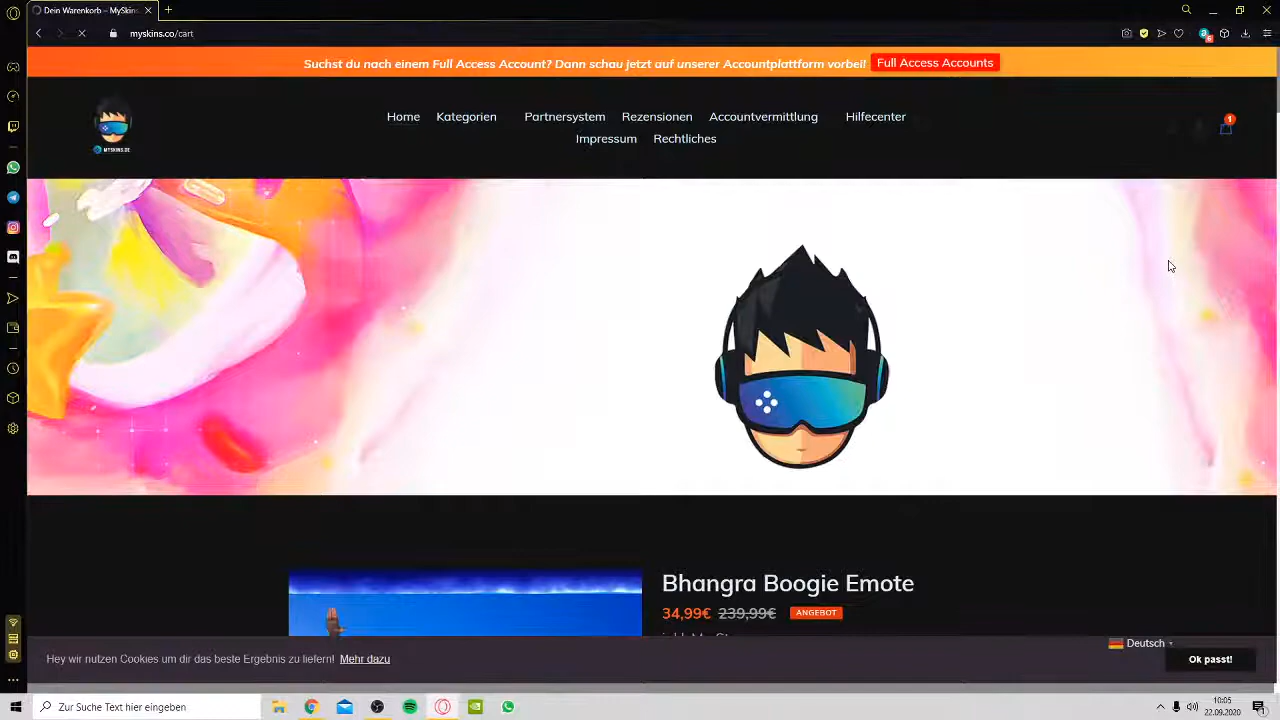 Dein Warenkorb – MySkins
myskins.co/cart
Suchst du nach einem Full Access Account? Dann schau jetzt auf unserer Accountplattform vorbei! Full Access Accounts
MYSKINS.DE
Home Kategorien Partnersystem Rezensionen Accountvermittlung Hilfecenter
1
Impressum Rechtliches
Bhangra Boogie Emote
34,99€ 239,99€ ANGEBOT
Deutsch
Hey wir nutzen Cookies um dir das beste Ergebnis zu liefern! Mehr dazu Ok passt!
Zur Suche Text hier eingeben
10:05
22.09.2020